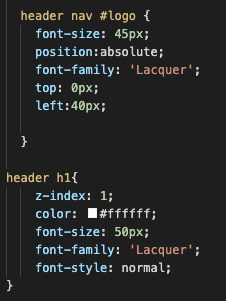 header nav #logo {
font-size: 45px;
position:absolute;
font-family: 'Lacquer';
top: 0px;
left:40px;
}
header h1{
z-index: 1;
color: #ffffff;
font-size: 50px;
font-family: 'Lacquer';
font-style: normal;
}